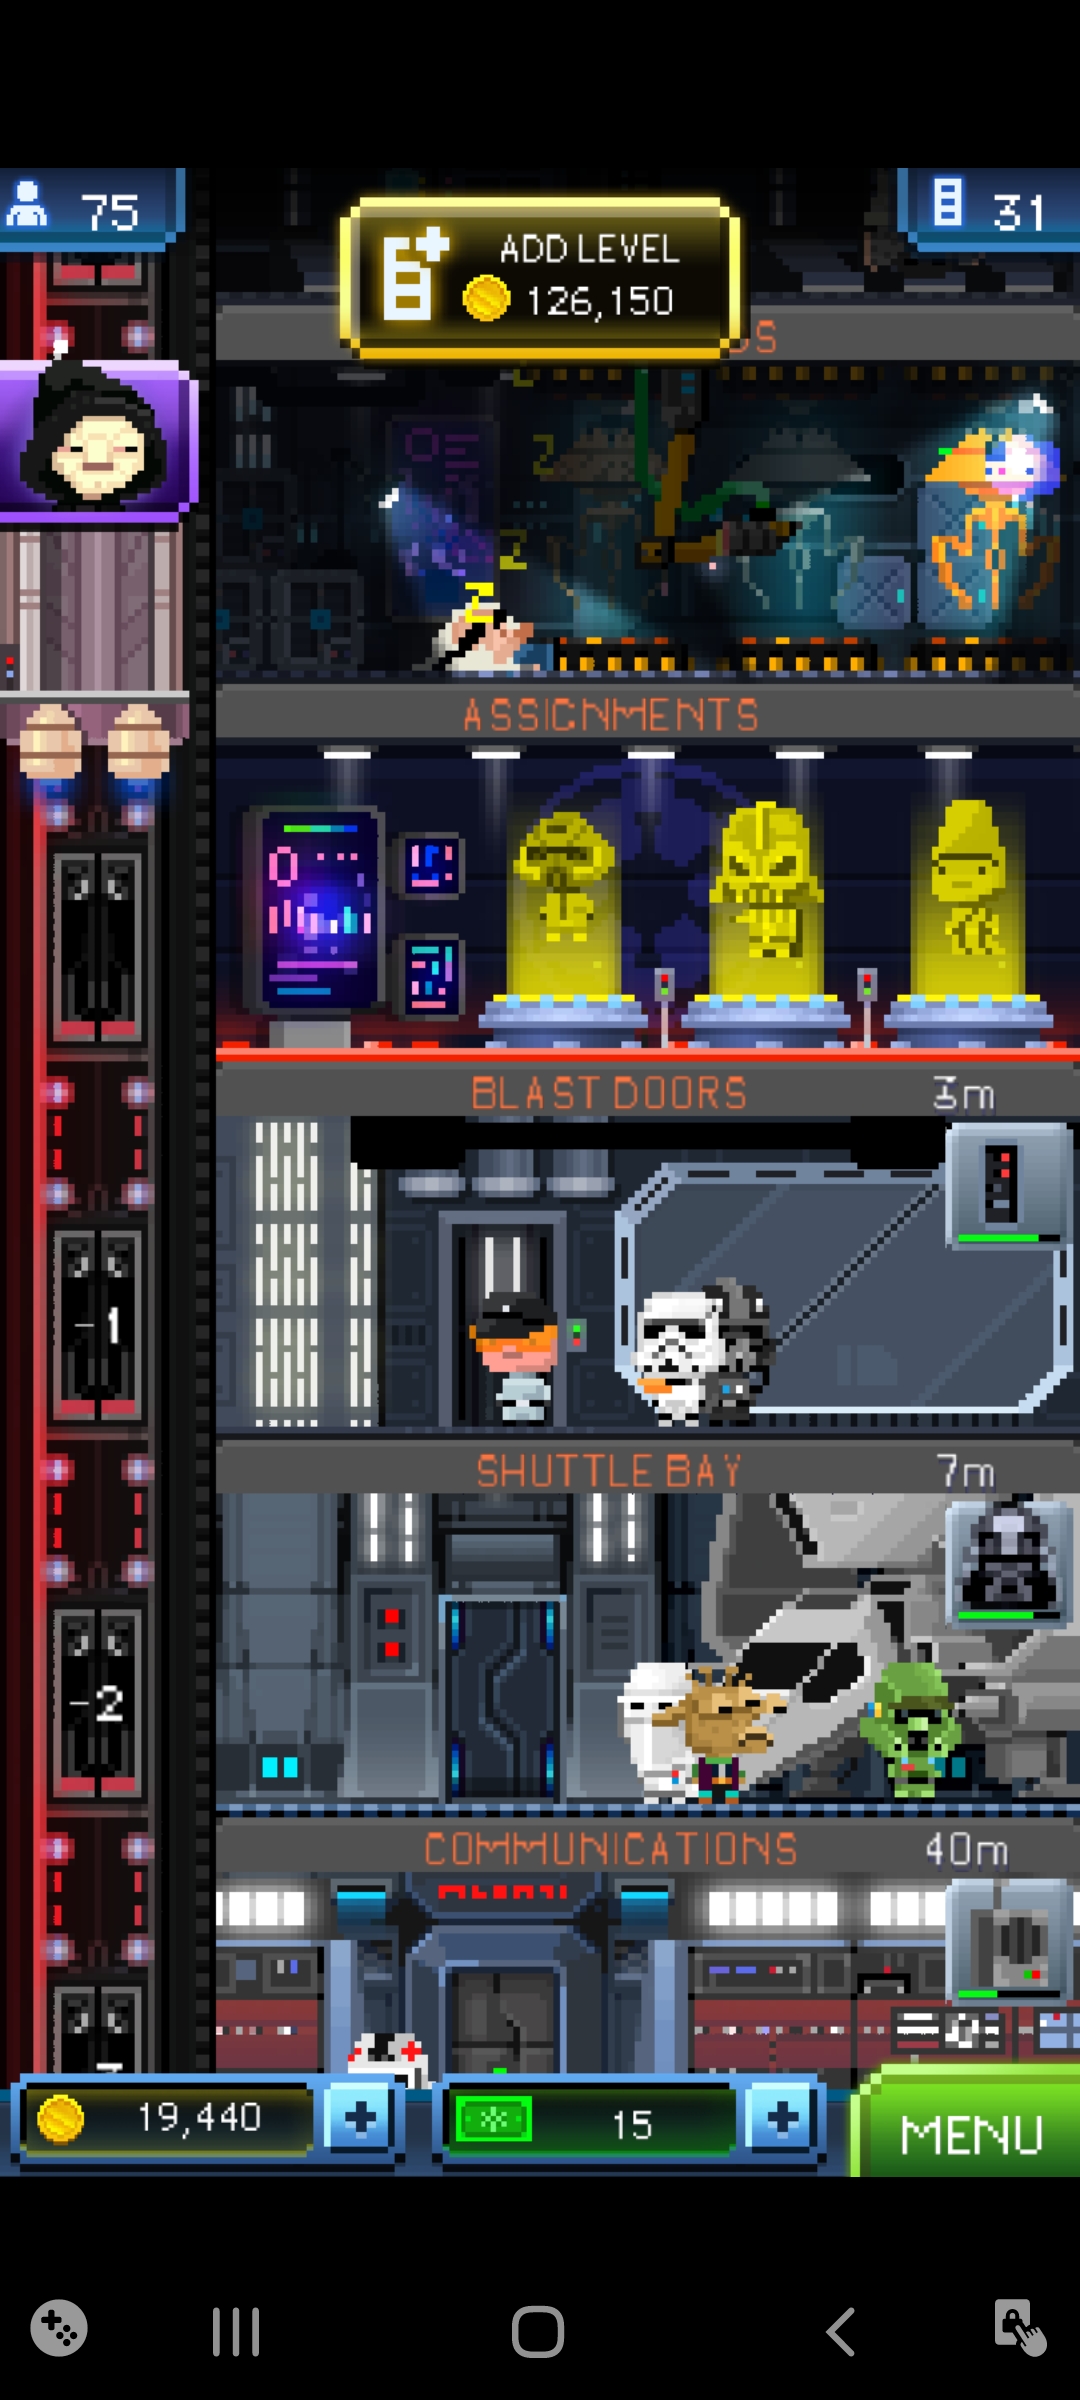 75
ADD LEVEL
126,150
31
DS
Z
Z
Z
ASSIGNMENTS
BLAST DOORS 3m
-1
SHUTTLE BAY 7m
-2
COMMUNICATIONS 40m
19,440
15
MENU